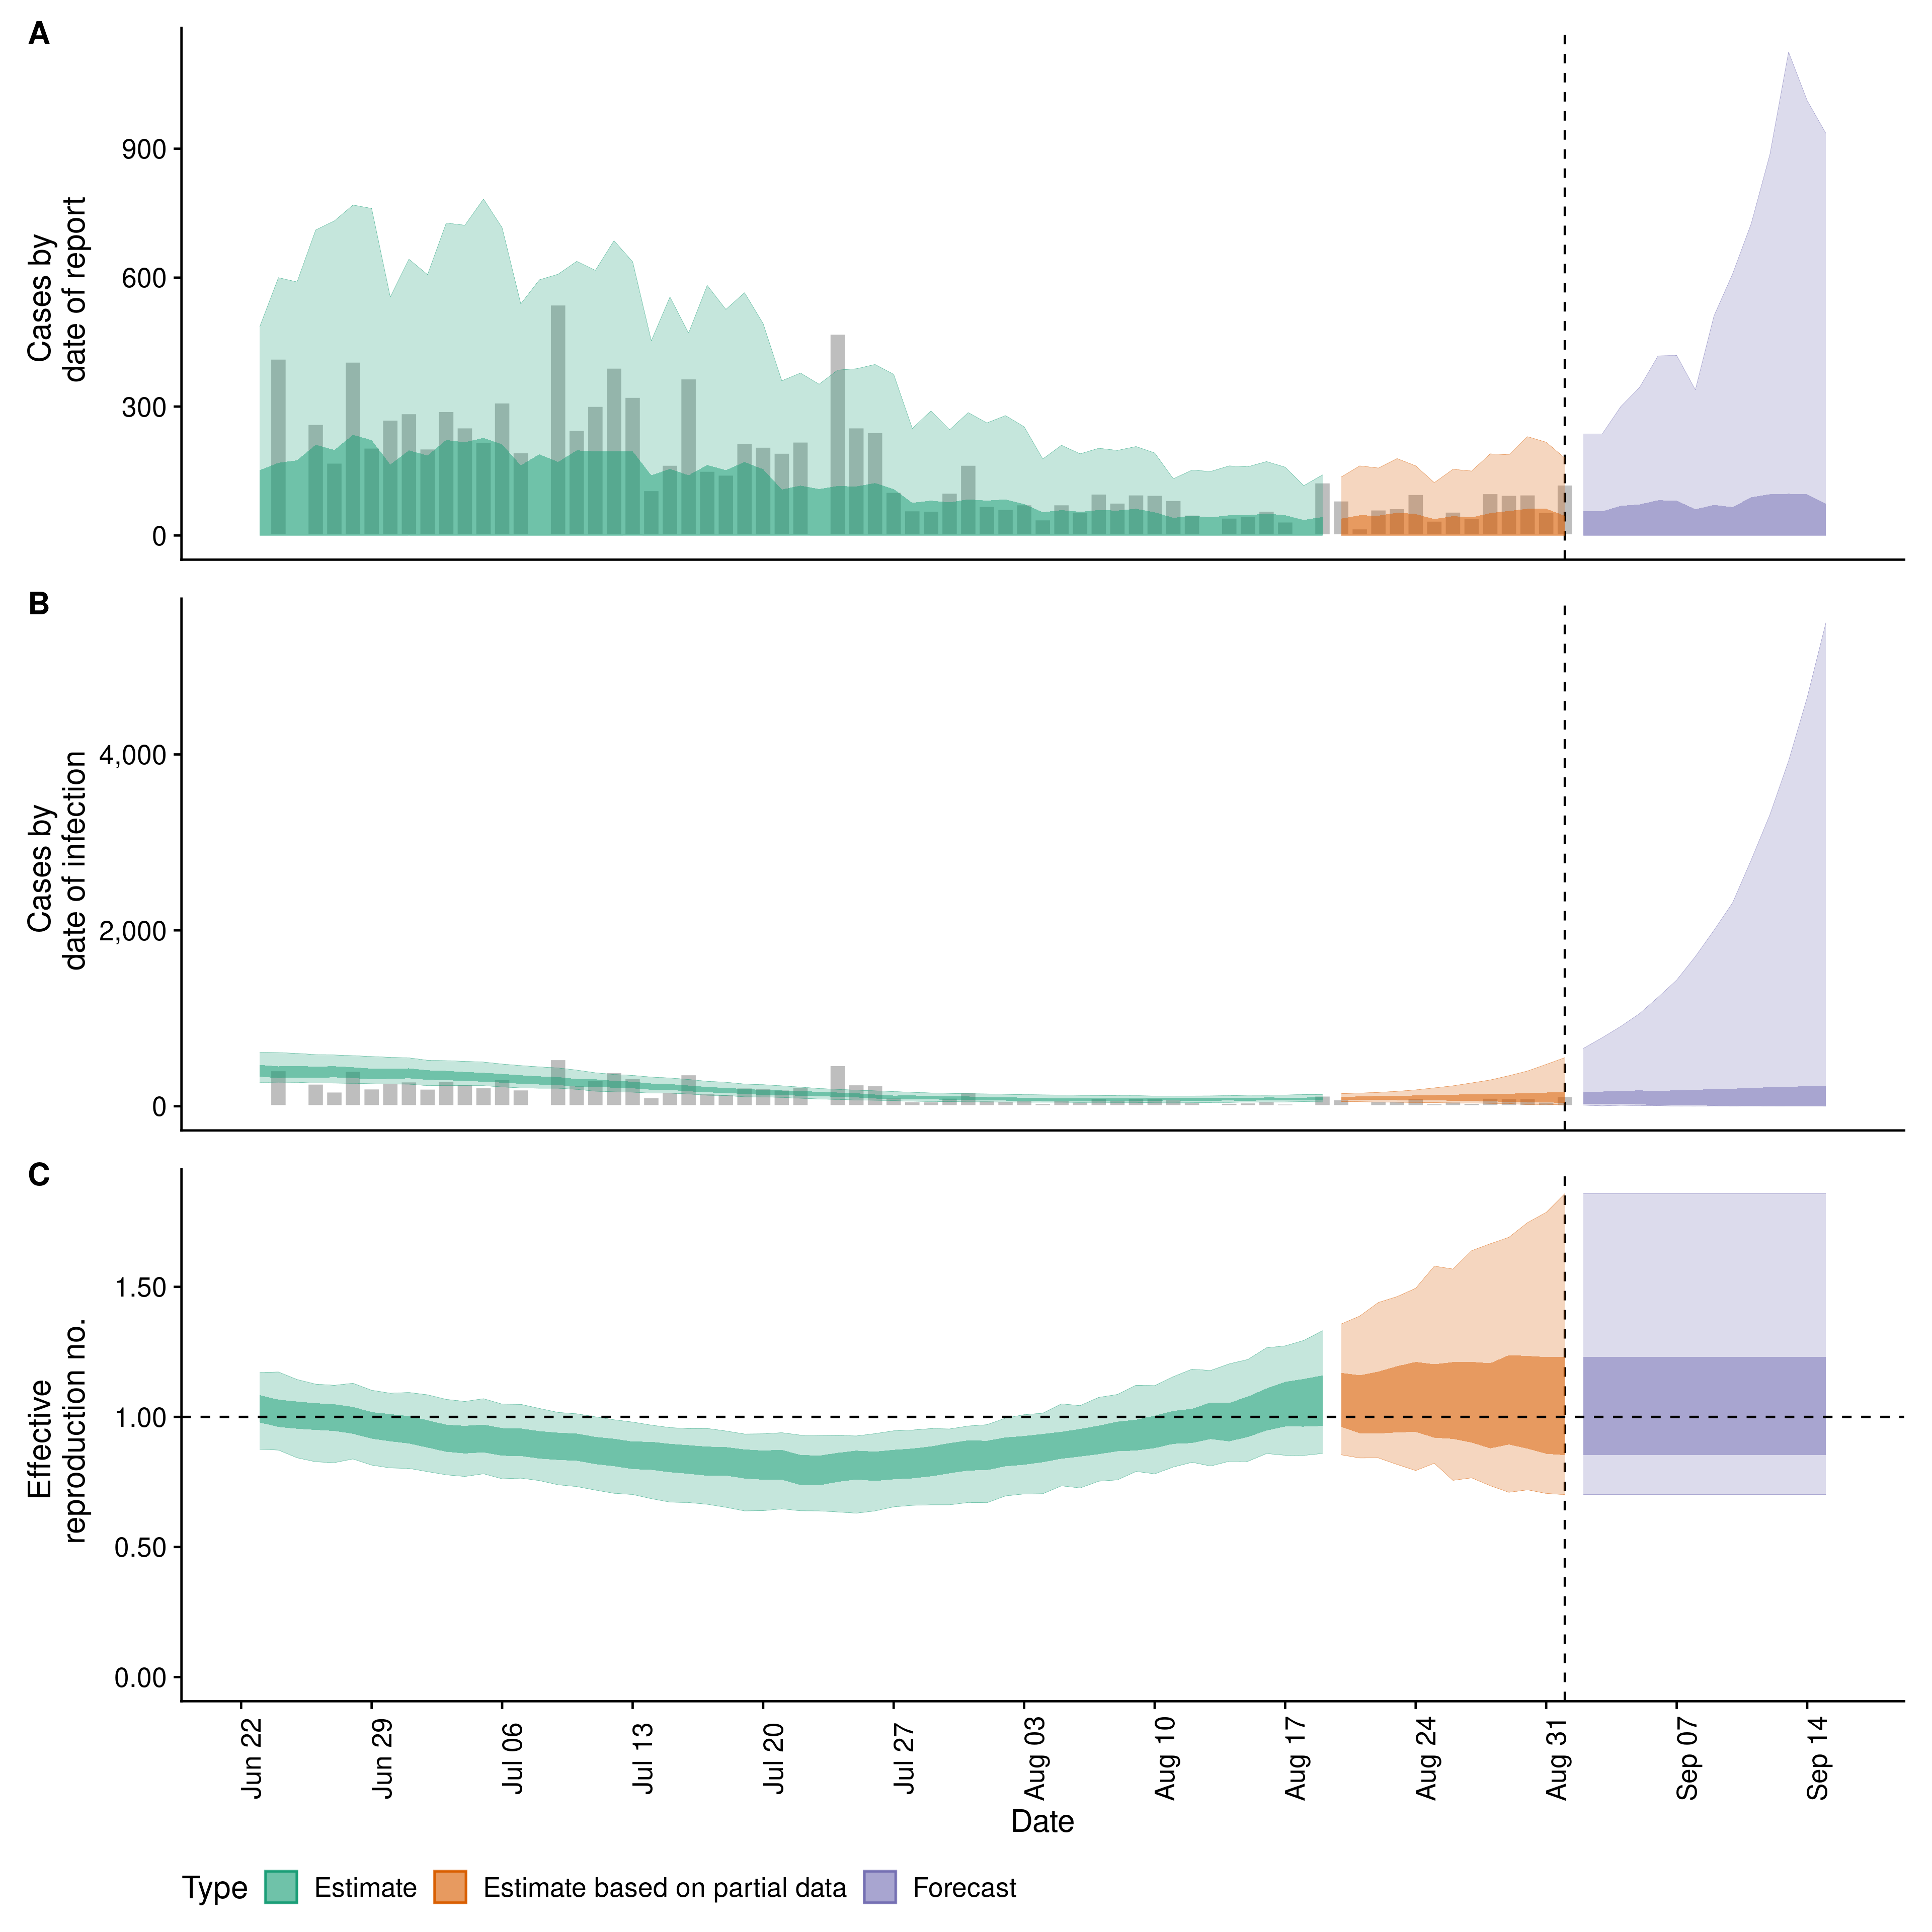 A
Cases by
date of report
900
600
300
0
B
Cases by
date of infection
4,000
2,000
0
C
Effective
reproduction no.
1.50
1.00
0.50
0.00
Jun 22
Jun 29
Jul 06
Jul 13
Jul 20
Jul 27
Aug 03
Aug 10
Aug 17
Aug 24
Aug 31
Sep 07
Sep 14
Date
Type Estimate Estimate based on partial data Forecast